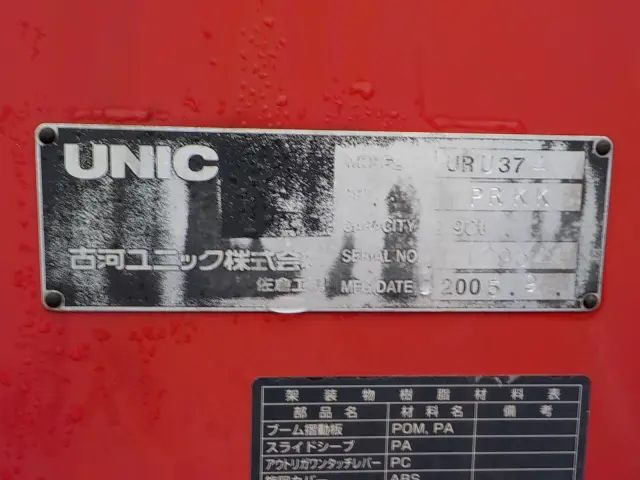 UNIC
MODEL URU374
PRKK
CAPACITY
古河ユニック株式会
SERIAL NO.
佐倉工
MFG.DATE 2005.9
架装物樹脂材料表
部品名 材料名 備考
ブーム摺動板 POM, PA
スライドシーブ PA
アウトリガワンタッチレバー PC
ABS